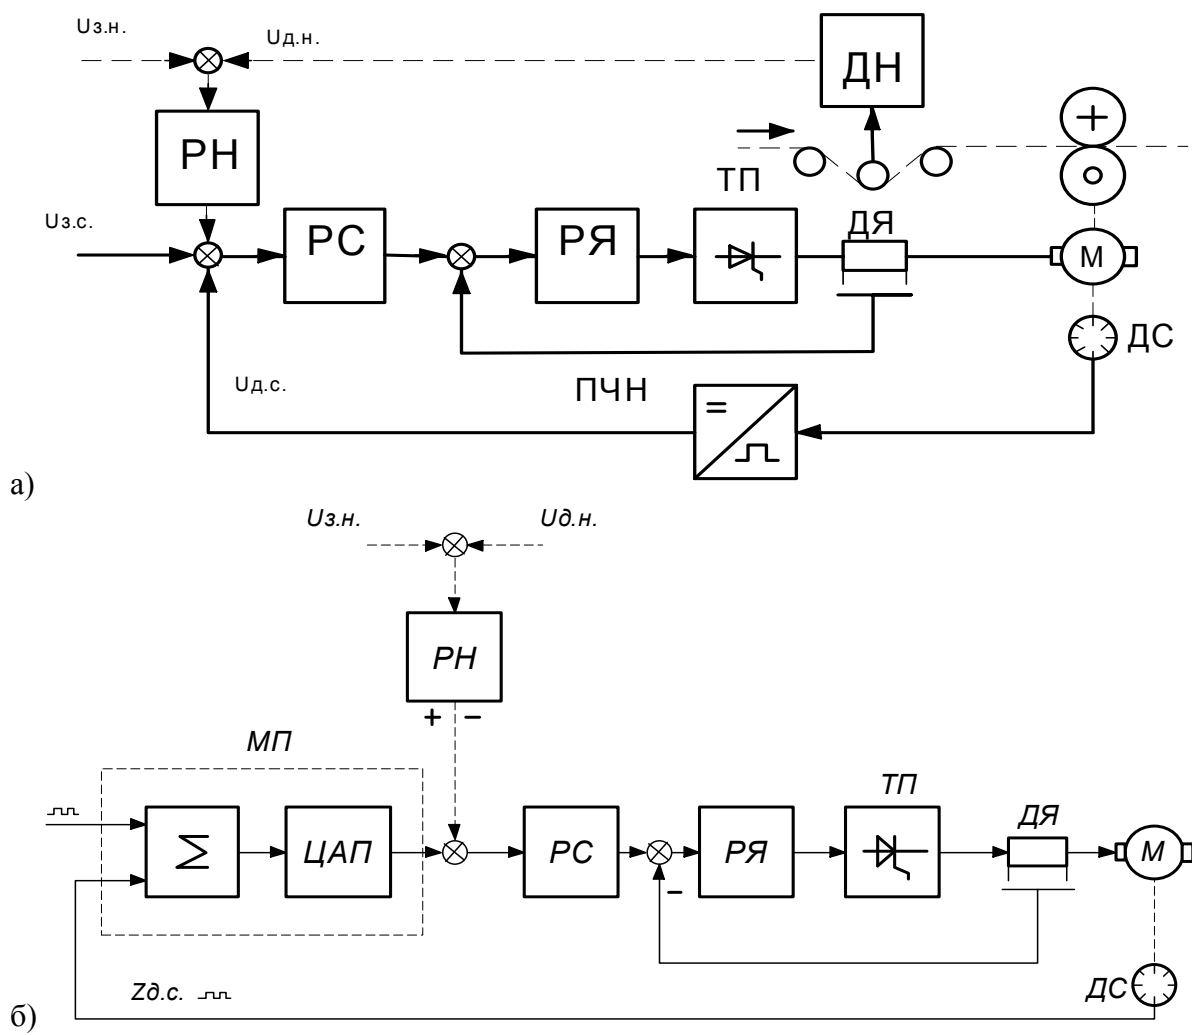 Uз.н.
Uд.н.
ДН
РН
ТП
Uз.с.
РС
РЯ
ДЯ
М
ДС
Uд.с.
ПЧН
=
а)
Uз.н.
Uд.н.
РН
+ −
МП
ТП
ДЯ
Σ
ЦАП
РС
РЯ
М
−
Zд.с.
ДС
б)